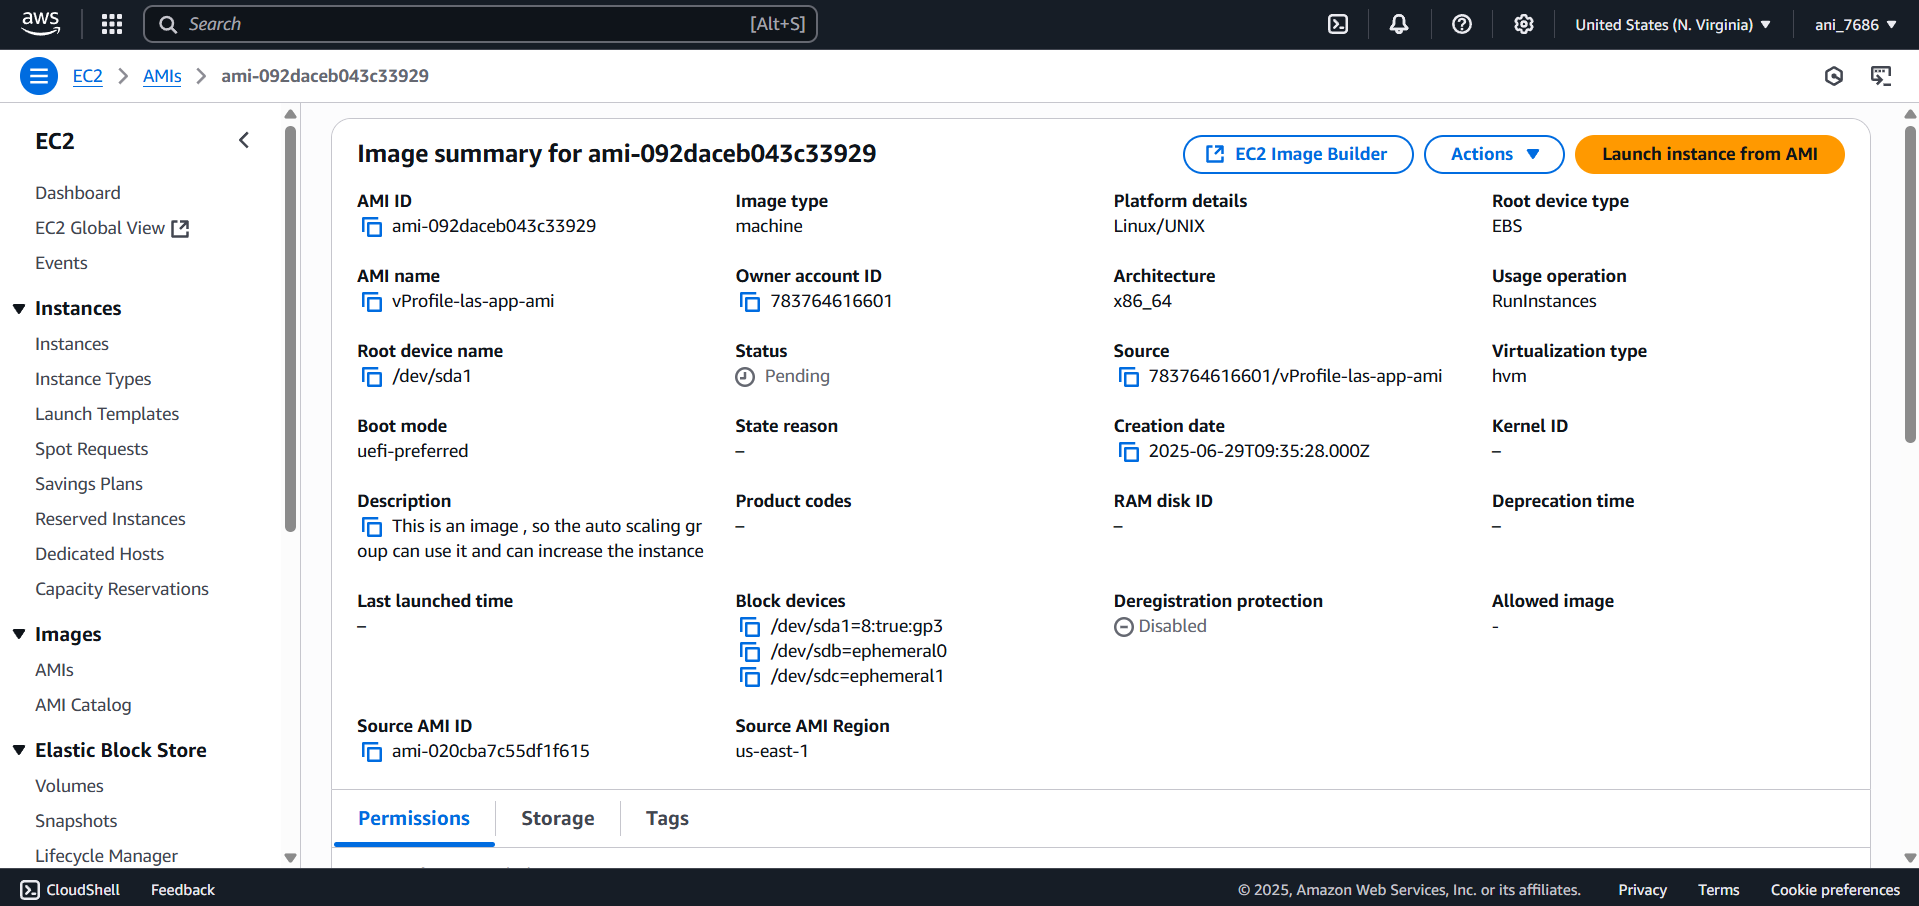 aws
Search
[Alt+S]
United States (N. Virginia)
ani_7686
EC2
AMIs
ami-092daceb043c33929
EC2
Dashboard
EC2 Global View
Events
Instances
Instances
Instance Types
Launch Templates
Spot Requests
Savings Plans
Reserved Instances
Dedicated Hosts
Capacity Reservations
Images
AMIs
AMI Catalog
Elastic Block Store
Volumes
Snapshots
Lifecycle Manager
Image summary for ami-092daceb043c33929
EC2 Image Builder
Actions
Launch instance from AMI
AMI ID
ami-092daceb043c33929
Image type
machine
Platform details
Linux/UNIX
Root device type
EBS
AMI name
vProfile-las-app-ami
Owner account ID
783764616601
Architecture
x86_64
Usage operation
RunInstances
Root device name
/dev/sda1
Status
Pending
Source
783764616601/vProfile-las-app-ami
Virtualization type
hvm
Boot mode
uefi-preferred
State reason
–
Creation date
2025-06-29T09:35:28.000Z
Kernel ID
–
Description
This is an image , so the auto scaling gr
oup can use it and can increase the instance
Product codes
–
RAM disk ID
–
Deprecation time
–
Last launched time
–
Block devices
/dev/sda1=8:true:gp3
/dev/sdb=ephemeral0
/dev/sdc=ephemeral1
Deregistration protection
Disabled
Allowed image
-
Source AMI ID
ami-020cba7c55df1f615
Source AMI Region
us-east-1
Permissions
Storage
Tags
CloudShell
Feedback
© 2025, Amazon Web Services, Inc. or its affiliates.
Privacy
Terms
Cookie preferences